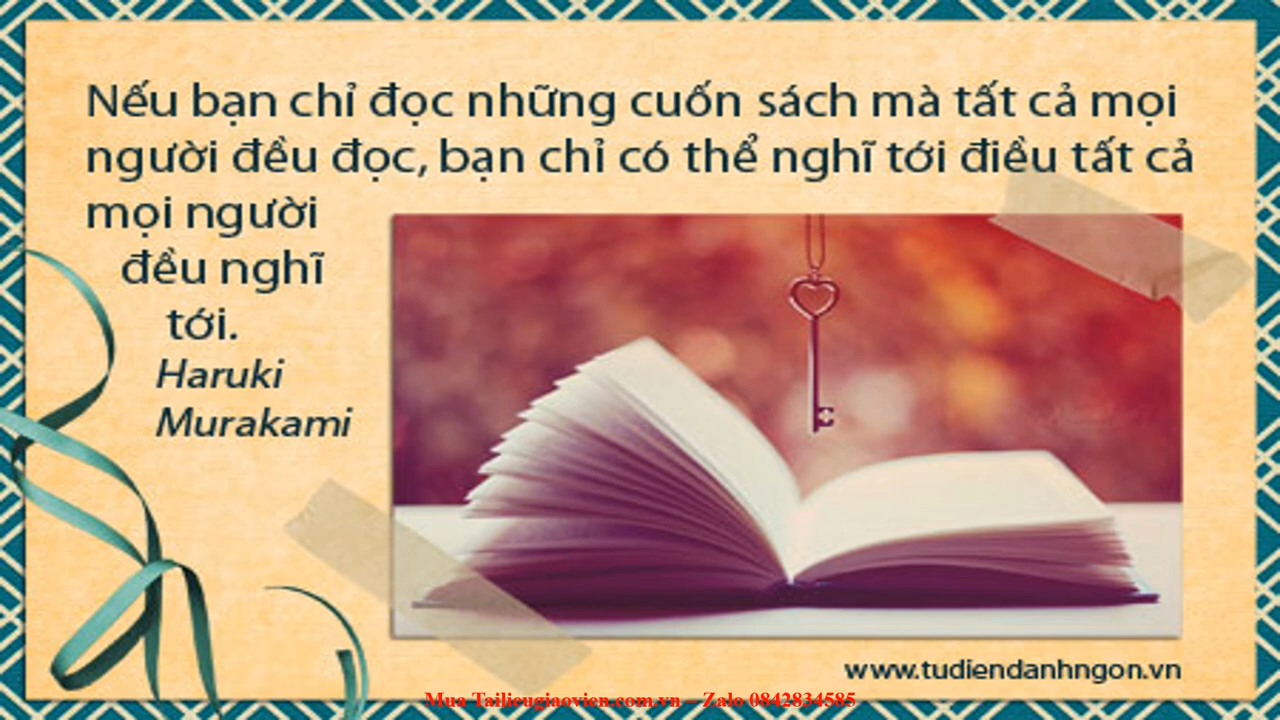 Nếu bạn chỉ đọc những cuốn sách mà tất cả mọi
người đều đọc, bạn chỉ có thể nghĩ tới điều tất cả
mọi người
đều nghĩ
tới.
Haruki
Murakami
www.tudiendanhngon.vn
Mua Tailieugiaovien.com.vn – Zalo 0842834585